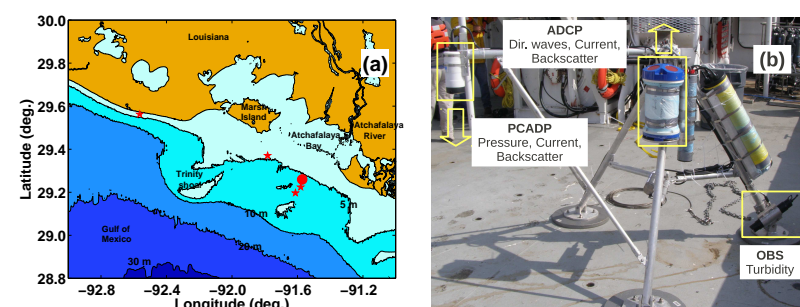 30.0
29.8
29.6
29.4
29.2
29.0
28.8
Latitude (deg.)
Louisiana
(a)
Marsh
Island
Atchafalaya
River
Atchafalaya
Bay
Trinity
shoal
5 m
10 m
20 m
30 m
Gulf of
Mexico
−92.8
−92.4
−92.0
−91.6
−91.2
Longitude (deg.)
ADCP
Dir. waves, Current,
Backscatter
(b)
PCADP
Pressure, Current,
Backscatter
OBS
Turbidity